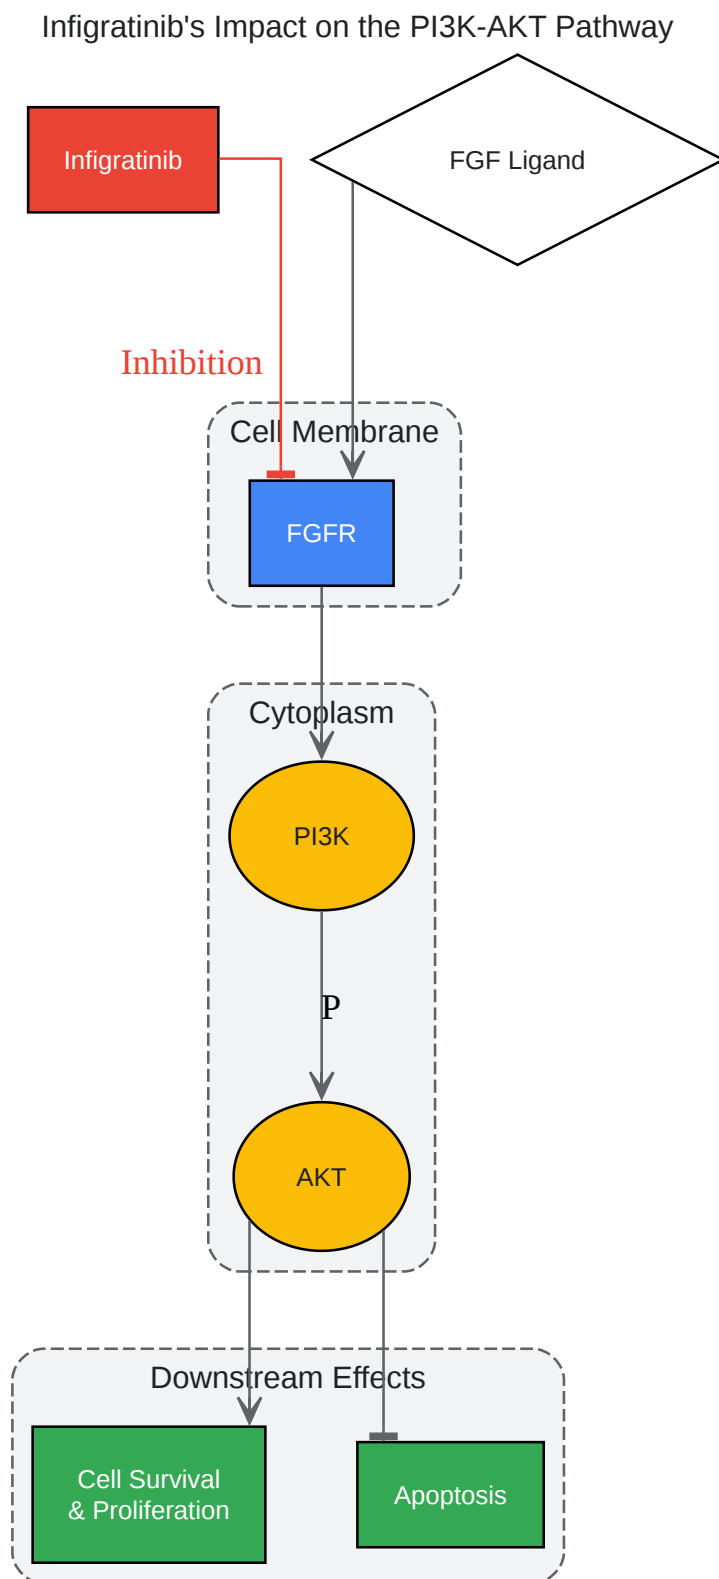 Infigratinib's Impact on the PI3K-AKT Pathway
Infigratinib
FGF Ligand
Inhibition
Cell Membrane
FGFR
Cytoplasm
PI3K
P
AKT
Downstream Effects
Cell Survival
& Proliferation
Apoptosis